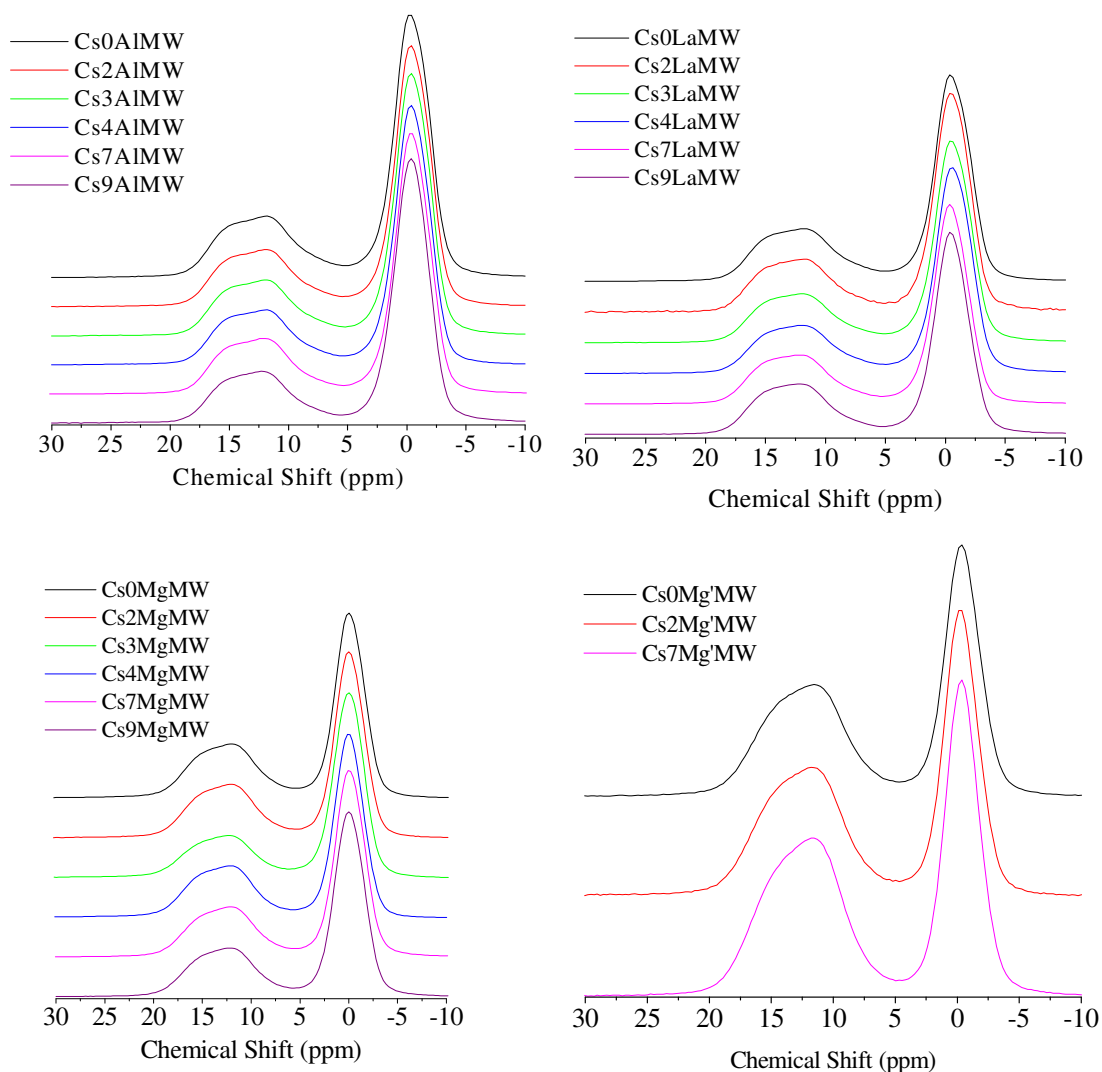 Cs0AlMW
Cs2AlMW
Cs3AlMW
Cs4AlMW
Cs7AlMW
Cs9AlMW
30 25 20 15 10 5 0 -5 -10
Chemical Shift (ppm)
Cs0LaMW
Cs2LaMW
Cs3LaMW
Cs4LaMW
Cs7LaMW
Cs9LaMW
30 25 20 15 10 5 0 -5 -10
Chemical Shift (ppm)
Cs0MgMW
Cs2MgMW
Cs3MgMW
Cs4MgMW
Cs7MgMW
Cs9MgMW
30 25 20 15 10 5 0 -5 -10
Chemical Shift (ppm)
Cs0Mg'MW
Cs2Mg'MW
Cs7Mg'MW
30 25 20 15 10 5 0 -5 -10
Chemical Shift (ppm)